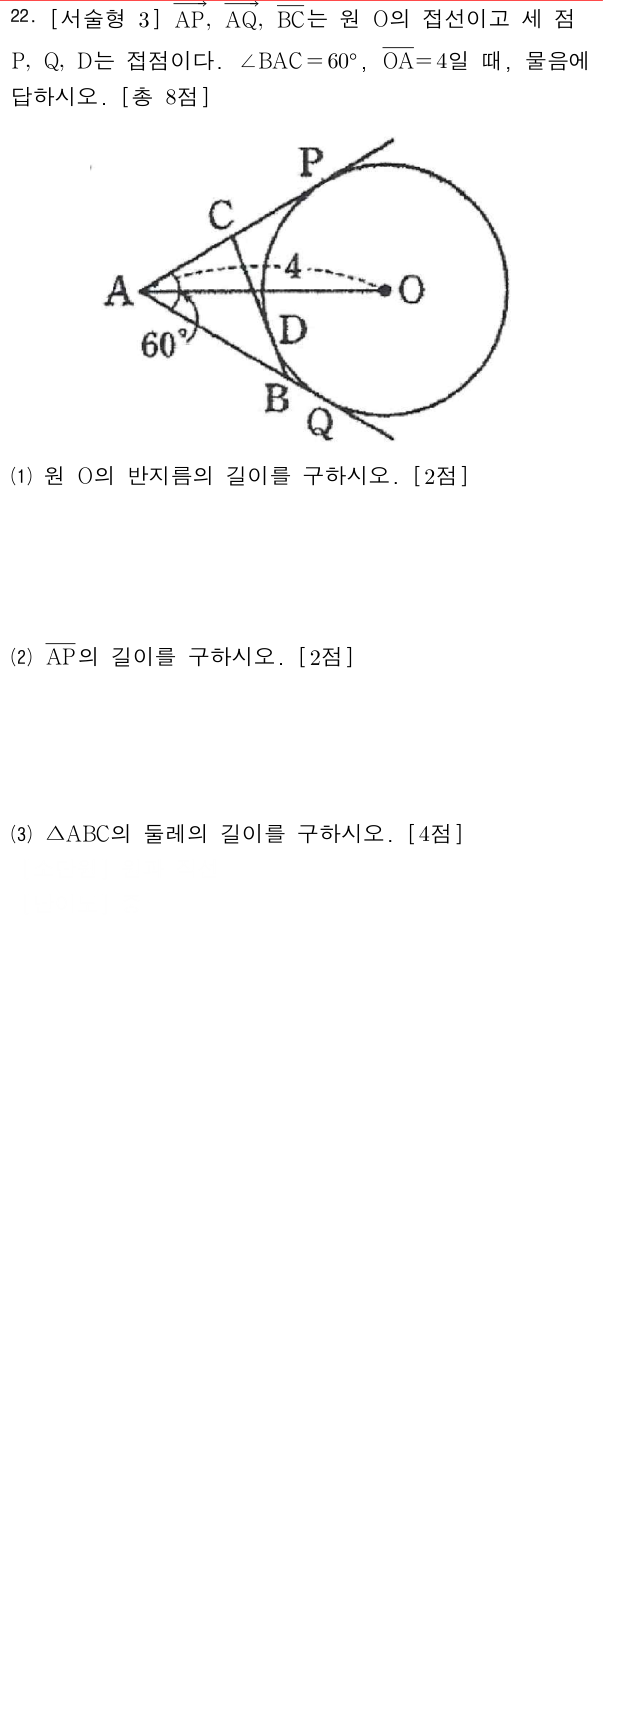 22. [서술형 3] AP, AQ, BC는 원 O의 접선이고 세 점
P, Q, D는 접점이다. ∠BAC=60°, OA=4일 때, 물음에
답하시오. [총 8점]
P
C
4
A
O
D
60°
B
Q
(1) 원 O의 반지름의 길이를 구하시오. [2점]
(2) AP의 길이를 구하시오. [2점]
(3) △ABC의 둘레의 길이를 구하시오. [4점]